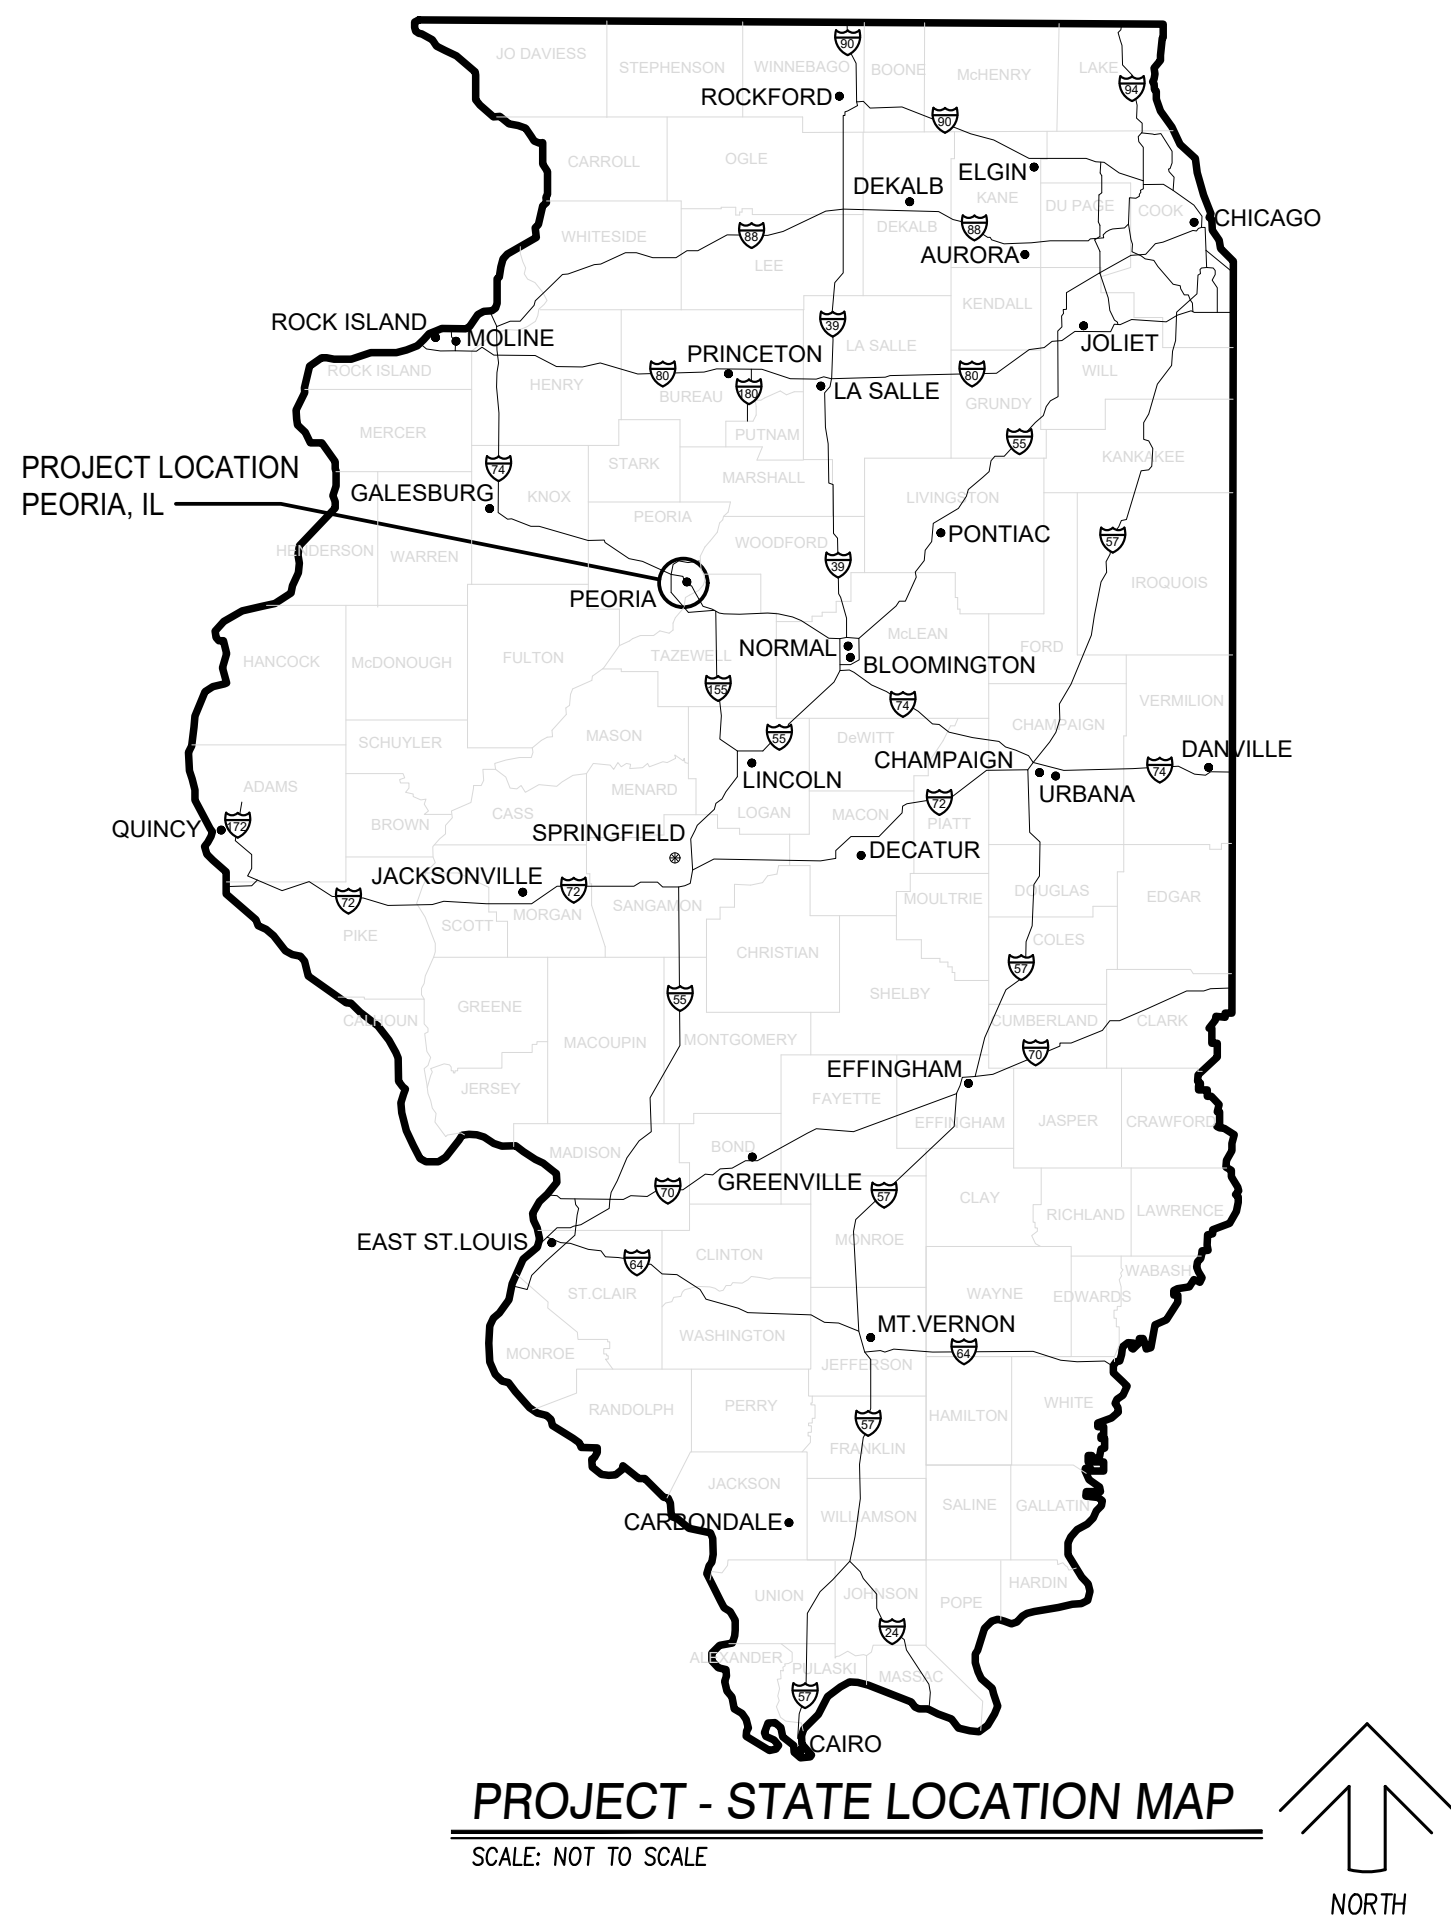 JO DAVIESS
STEPHENSON
WINNEBAGO
BOONE
McHENRY
LAKE
90
94
ROCKFORD
90
CARROLL
OGLE
ELGIN
DEKALB
KANE
DU PAGE
COOK
CHICAGO
WHITESIDE
88
88
DEKALB
LEE
AURORA
KENDALL
ROCK ISLAND
MOLINE
39
LA SALLE
JOLIET
PRINCETON
ROCK ISLAND
HENRY
80
BUREAU
180
LA SALLE
80
WILL
GRUNDY
MERCER
PUTNAM
55
KANKAKEE
PROJECT LOCATION
PEORIA, IL
74
STARK
MARSHALL
GALESBURG
KNOX
LIVINGSTON
PEORIA
PONTIAC
HENDERSON
WARREN
WOODFORD
57
39
IROQUOIS
PEORIA
McLEAN
NORMAL
FORD
HANCOCK
McDONOUGH
FULTON
TAZEWELL
BLOOMINGTON
155
74
VERMILION
MASON
55
DeWITT
CHAMPAIGN
SCHUYLER
DANVILLE
CHAMPAIGN
74
LINCOLN
ADAMS
MENARD
URBANA
72
QUINCY
172
BROWN
CASS
LOGAN
MACON
PIATT
SPRINGFIELD
DECATUR
JACKSONVILLE
72
72
DOUGLAS
MOULTRIE
EDGAR
SANGAMON
MORGAN
SCOTT
PIKE
CHRISTIAN
COLES
57
55
SHELBY
GREENE
CALHOUN
CUMBERLAND
CLARK
MACOUPIN
MONTGOMERY
70
EFFINGHAM
JERSEY
FAYETTE
EFFINGHAM
JASPER
CRAWFORD
MADISON
BOND
GREENVILLE
70
57
CLAY
RICHLAND
LAWRENCE
EAST ST.LOUIS
CLINTON
MONROE
64
WABASH
ST.CLAIR
WAYNE
EDWARDS
MT.VERNON
WASHINGTON
MONROE
64
JEFFERSON
RANDOLPH
PERRY
WHITE
57
HAMILTON
FRANKLIN
JACKSON
SALINE
GALLATIN
CARBONDALE
WILLIAMSON
UNION
JOHNSON
HARDIN
POPE
24
ALEXANDER
PULASKI
MASSAC
57
CAIRO
PROJECT - STATE LOCATION MAP
SCALE: NOT TO SCALE
NORTH